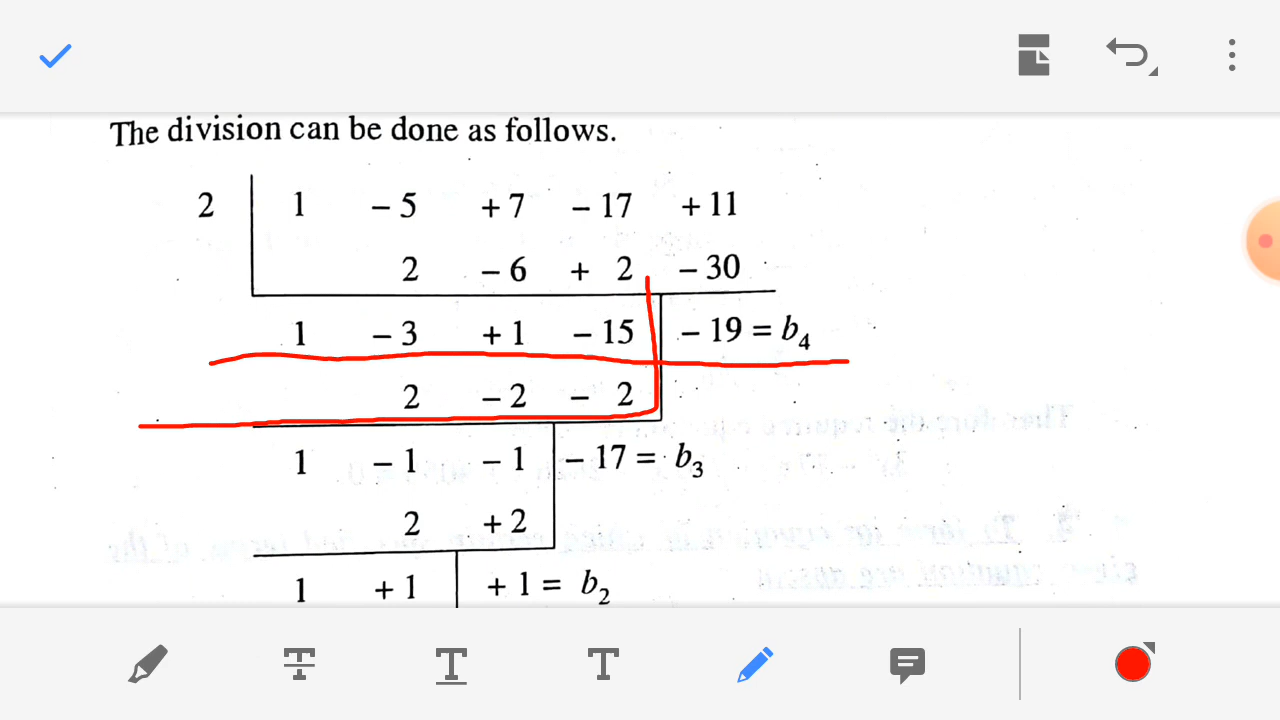 The division can be done as follows.
2 1 − 5 + 7 − 17 + 11
2 − 6 + 2 − 30
1 − 3 + 1 − 15 − 19 = b₄
2 − 2 − 2
1 − 1 − 1 − 17 = b₃
2 + 2
1 + 1 + 1 = b₂
T T T